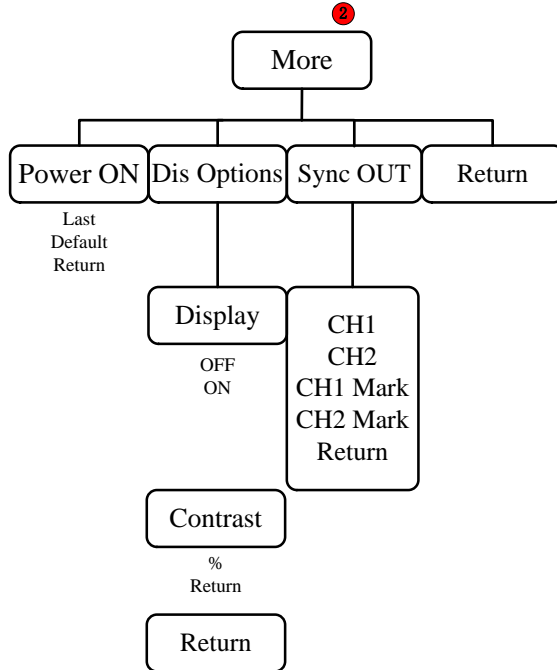 2
More
Power ON
Dis Options
Sync OUT
Return
Last
Default
Return
Display
OFF
ON
CH1
CH2
CH1 Mark
CH2 Mark
Return
Contrast
%
Return
Return